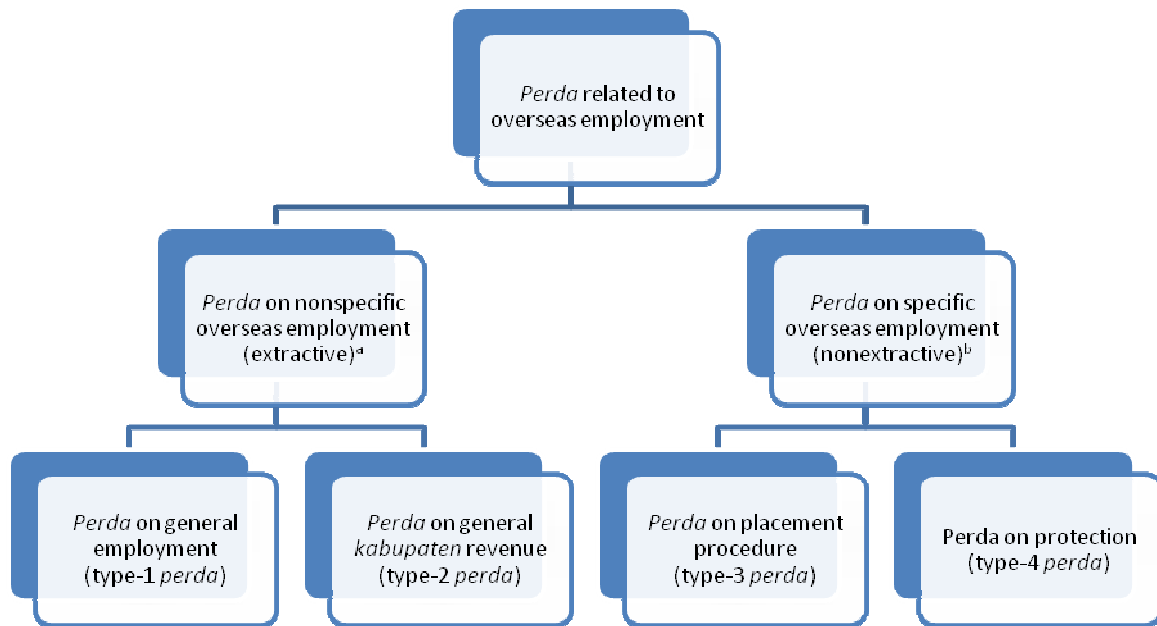 Perda related to
overseas employment
Perda on nonspecific
overseas employment
(extractive)ᵃ
Perda on specific
overseas employment
(nonextractive)ᵇ
Perda on general
employment
(type-1 perda)
Perda on general
kabupaten revenue
(type-2 perda)
Perda on placement
procedure
(type-3 perda)
Perda on protection
(type-4 perda)